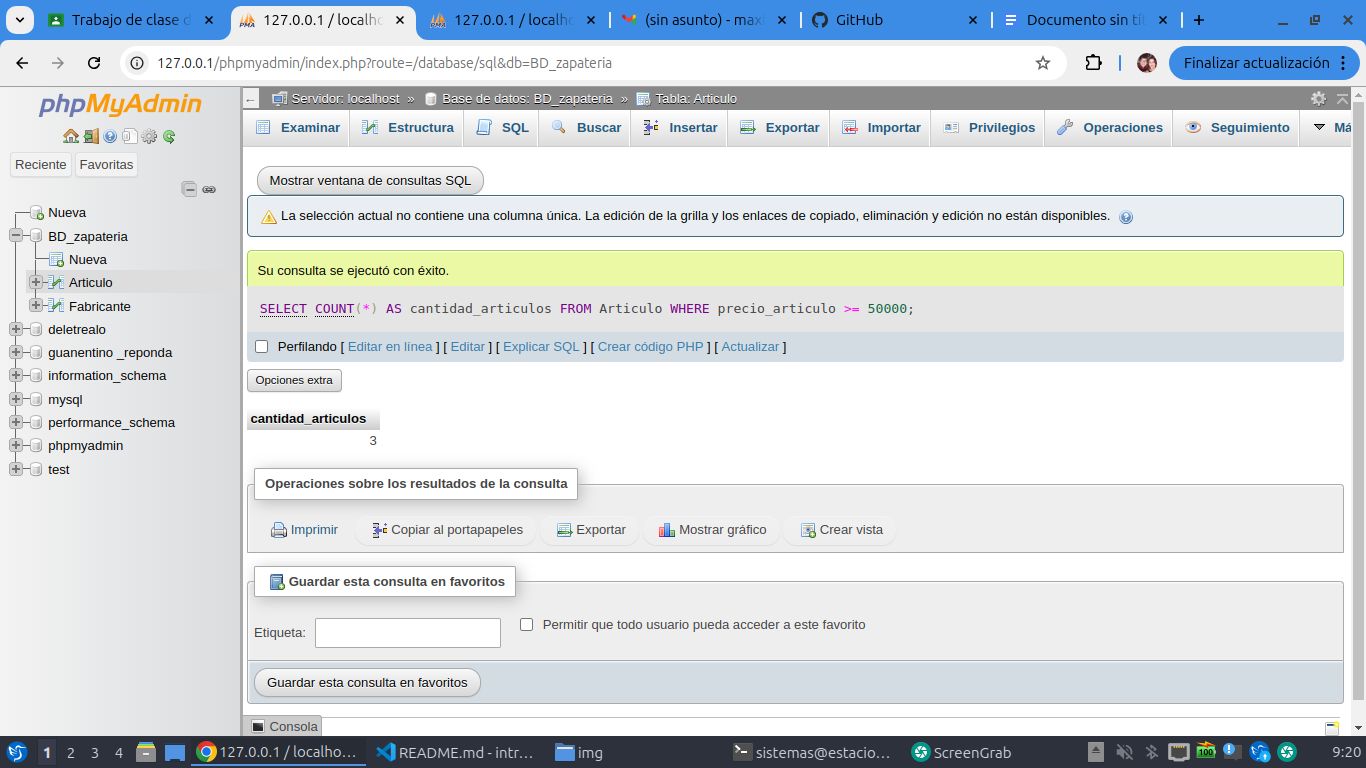 Trabajo de clase d
127.0.0.1 / localho
127.0.0.1 / localho
(sin asunto) - maxi
GitHub
Documento sin tít
127.0.0.1/phpmyadmin/index.php?route=/database/sql&db=BD_zapateria
Finalizar actualización
phpMyAdmin
Reciente
Favoritas
Nueva
BD_zapateria
Nueva
Articulo
Fabricante
deletrealo
guanentino _reponda
information_schema
mysql
performance_schema
phpmyadmin
test
Servidor: localhost » Base de datos: BD_zapateria » Tabla: Articulo
Examinar Estructura SQL Buscar Insertar Exportar Importar Privilegios Operaciones Seguimiento Má
Mostrar ventana de consultas SQL
La selección actual no contiene una columna única. La edición de la grilla y los enlaces de copiado, eliminación y edición no están disponibles.
Su consulta se ejecutó con éxito.
SELECT COUNT(*) AS cantidad_articulos FROM Articulo WHERE precio_articulo >= 50000;
Perfilando [ Editar en línea ] [ Editar ] [ Explicar SQL ] [ Crear código PHP ] [ Actualizar ]
Opciones extra
cantidad_articulos
3
Operaciones sobre los resultados de la consulta
Imprimir Copiar al portapapeles Exportar Mostrar gráfico Crear vista
Guardar esta consulta en favoritos
Etiqueta: Permitir que todo usuario pueda acceder a este favorito
Guardar esta consulta en favoritos
Consola
1 2 3 4 127.0.0.1 / localho... README.md - intr... img sistemas@estacio... ScreenGrab 100 9:20